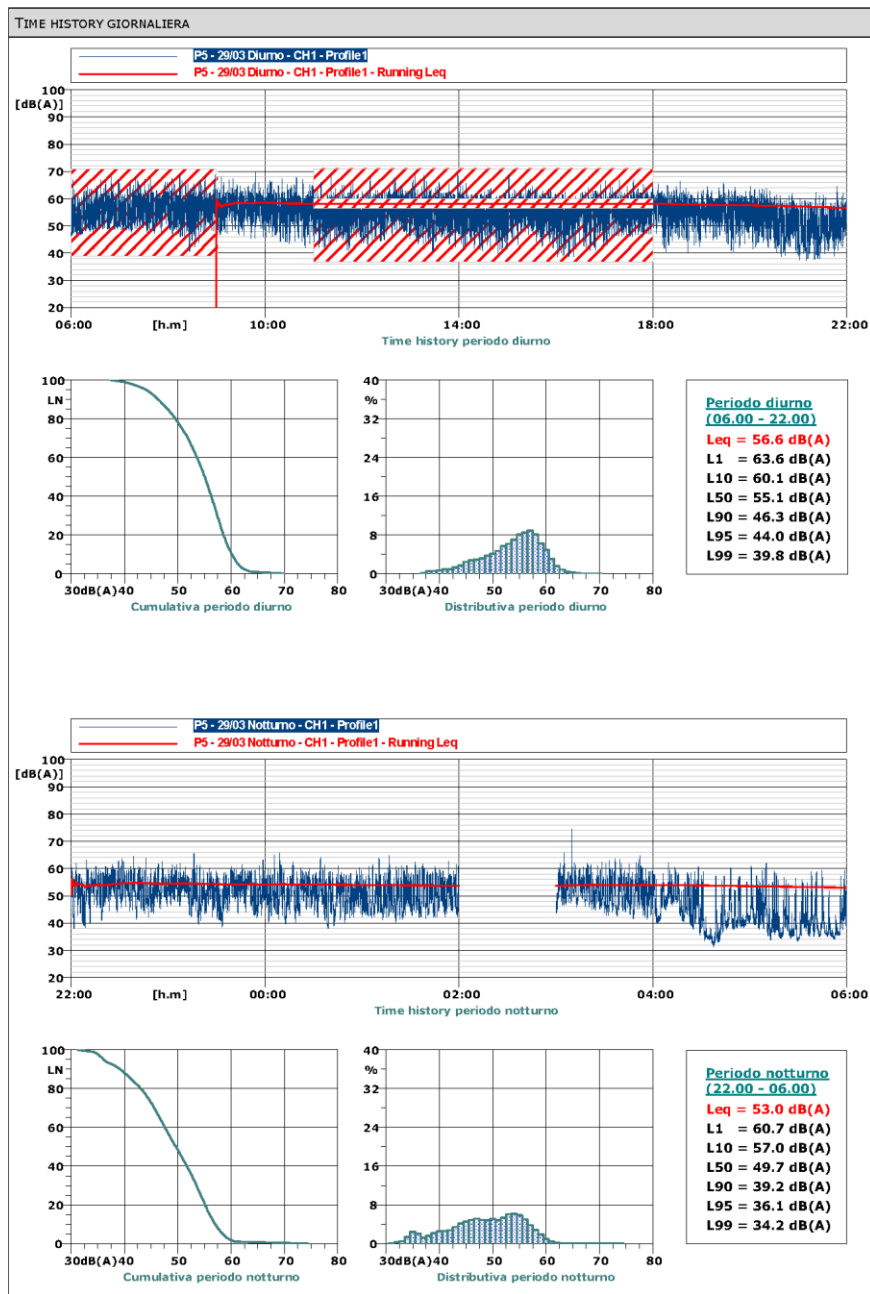 TIME HISTORY GIORNALIERA
P5 - 29/03 Diurno - CH1 - Profile1
P5 - 29/03 Diurno - CH1 - Profile1 - Running Leq
100
[dB(A)]
90
80
70
60
50
40
30
20
06:00 [h.m] 10:00 14:00 18:00 22:00
Time history periodo diurno
100
LN
80
60
40
20
0
30dB(A)40 50 60 70 80
Cumulativa periodo diurno
40
%
32
24
16
8
0
30dB(A)40 50 60 70 80
Distributiva periodo diurno
Periodo diurno
(06.00 - 22.00)
Leq = 56.6 dB(A)
L1 = 63.6 dB(A)
L10 = 60.1 dB(A)
L50 = 55.1 dB(A)
L90 = 46.3 dB(A)
L95 = 44.0 dB(A)
L99 = 39.8 dB(A)
P5 - 29/03 Notturno - CH1 - Profile1
P5 - 29/03 Notturno - CH1 - Profile1 - Running Leq
100
[dB(A)]
90
80
70
60
50
40
30
20
22:00 [h.m] 00:00 02:00 04:00 06:00
Time history periodo notturno
100
LN
80
60
40
20
0
30dB(A)40 50 60 70 80
Cumulativa periodo notturno
40
%
32
24
16
8
0
30dB(A)40 50 60 70 80
Distributiva periodo notturno
Periodo notturno
(22.00 - 06.00)
Leq = 53.0 dB(A)
L1 = 60.7 dB(A)
L10 = 57.0 dB(A)
L50 = 49.7 dB(A)
L90 = 39.2 dB(A)
L95 = 36.1 dB(A)
L99 = 34.2 dB(A)